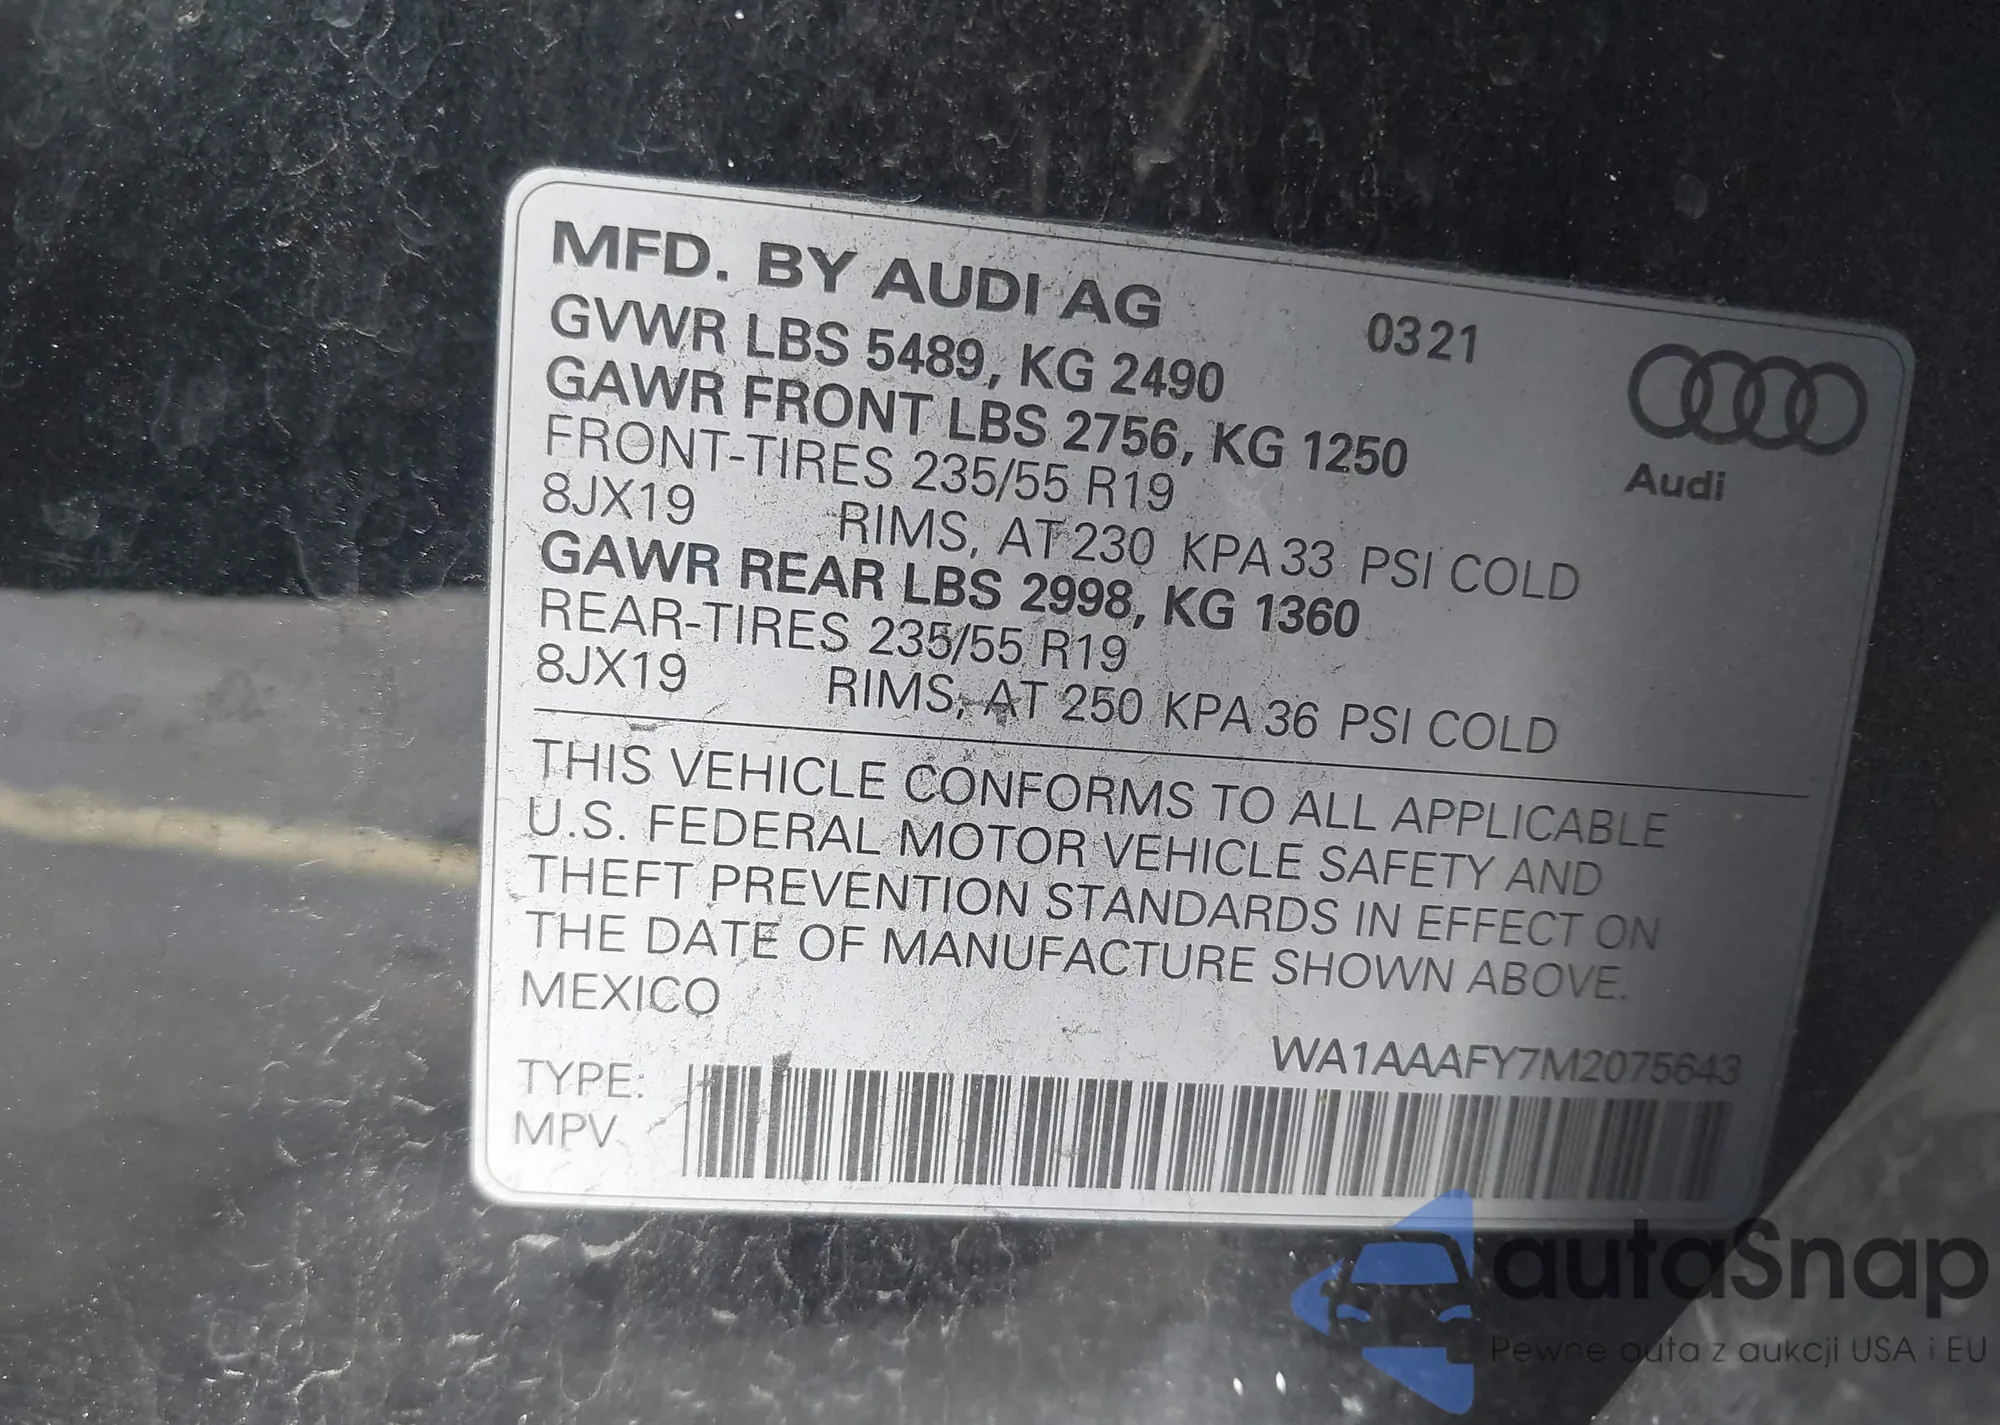 MFD. BY AUDI AG
0321
GVWR LBS 5489, KG 2490
GAWR FRONT LBS 2756, KG 1250
FRONT-TIRES 235/55 R19
8JX19 RIMS, AT 230 KPA 33 PSI COLD
GAWR REAR LBS 2998, KG 1360
REAR-TIRES 235/55 R19
8JX19 RIMS, AT 250 KPA 36 PSI COLD
Audi
THIS VEHICLE CONFORMS TO ALL APPLICABLE
U.S. FEDERAL MOTOR VEHICLE SAFETY AND
THEFT PREVENTION STANDARDS IN EFFECT ON
THE DATE OF MANUFACTURE SHOWN ABOVE.
MEXICO
WA1AAAFY7M2075643
TYPE:
MPV
autaSnap
Pewne auta z aukcji USA i EU